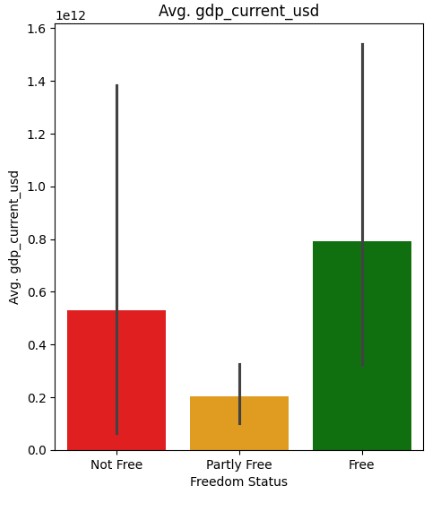 Avg. gdp_current_usd
1e12
1.6
1.4
1.2
1.0
0.8
0.6
0.4
0.2
0.0
Avg. gdp_current_usd
Not Free
Partly Free
Free
Freedom Status